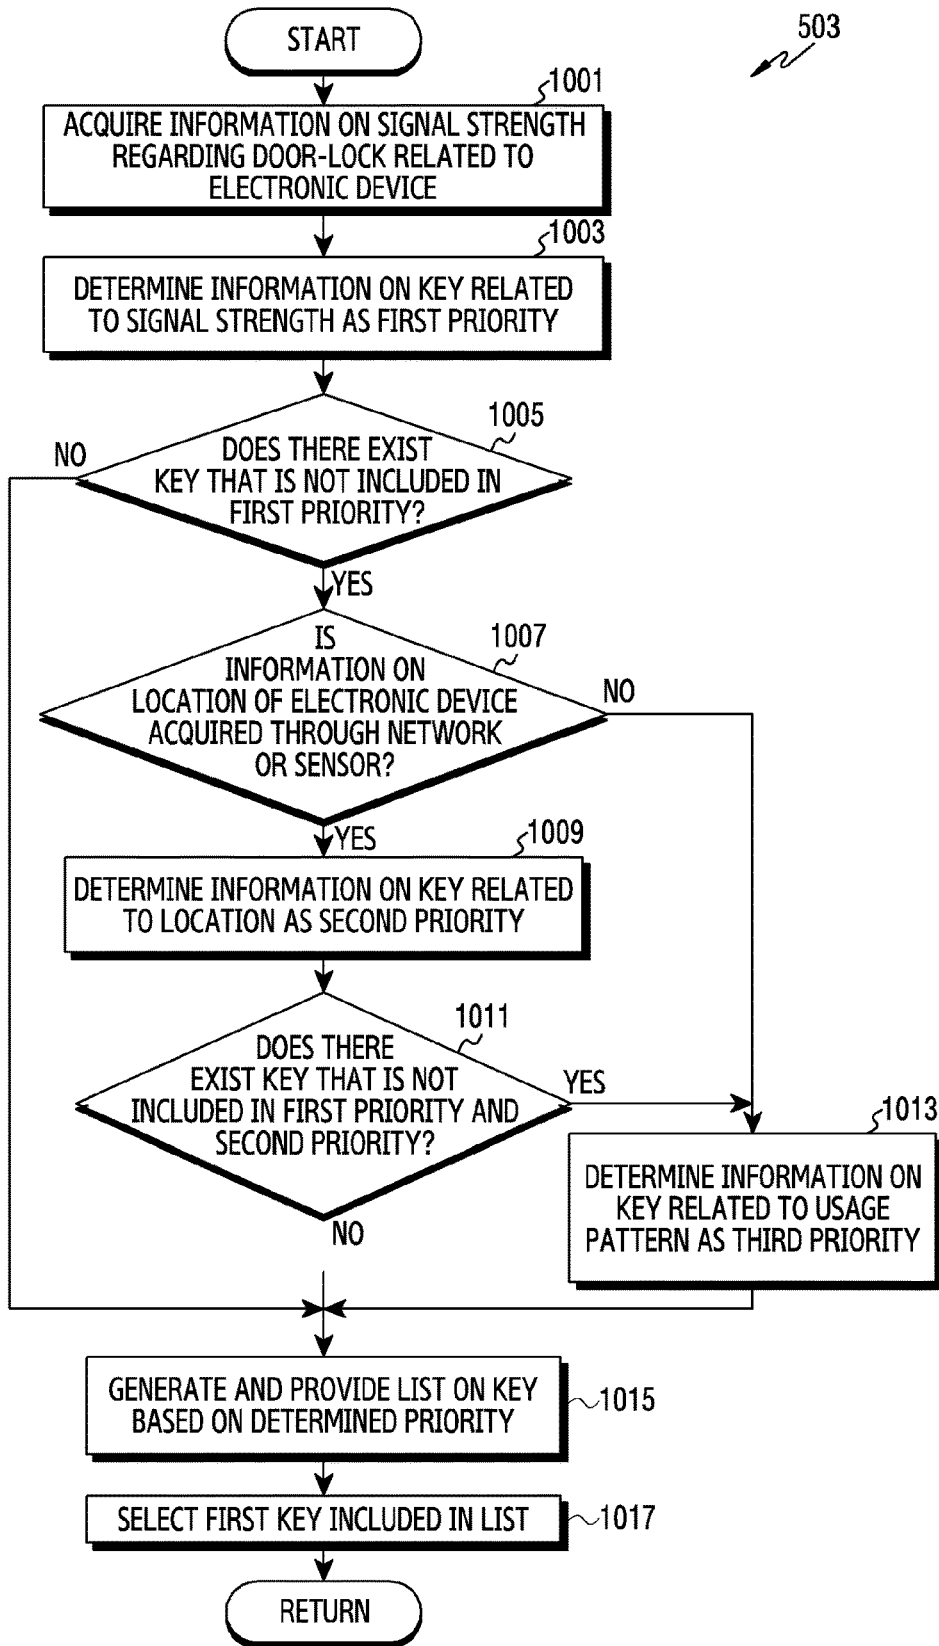 START
503
1001
ACQUIRE INFORMATION ON SIGNAL STRENGTH
REGARDING DOOR-LOCK RELATED TO
ELECTRONIC DEVICE
1003
DETERMINE INFORMATION ON KEY RELATED
TO SIGNAL STRENGTH AS FIRST PRIORITY
1005
NO
DOES THERE EXIST
KEY THAT IS NOT INCLUDED IN
FIRST PRIORITY?
YES
1007
IS
INFORMATION ON
LOCATION OF ELECTRONIC DEVICE
ACQUIRED THROUGH NETWORK
OR SENSOR?
NO
YES
1009
DETERMINE INFORMATION ON KEY RELATED
TO LOCATION AS SECOND PRIORITY
1011
DOES THERE
EXIST KEY THAT IS NOT
INCLUDED IN FIRST PRIORITY AND
SECOND PRIORITY?
YES
NO
1013
DETERMINE INFORMATION ON
KEY RELATED TO USAGE
PATTERN AS THIRD PRIORITY
GENERATE AND PROVIDE LIST ON KEY
BASED ON DETERMINED PRIORITY
1015
SELECT FIRST KEY INCLUDED IN LIST
1017
RETURN